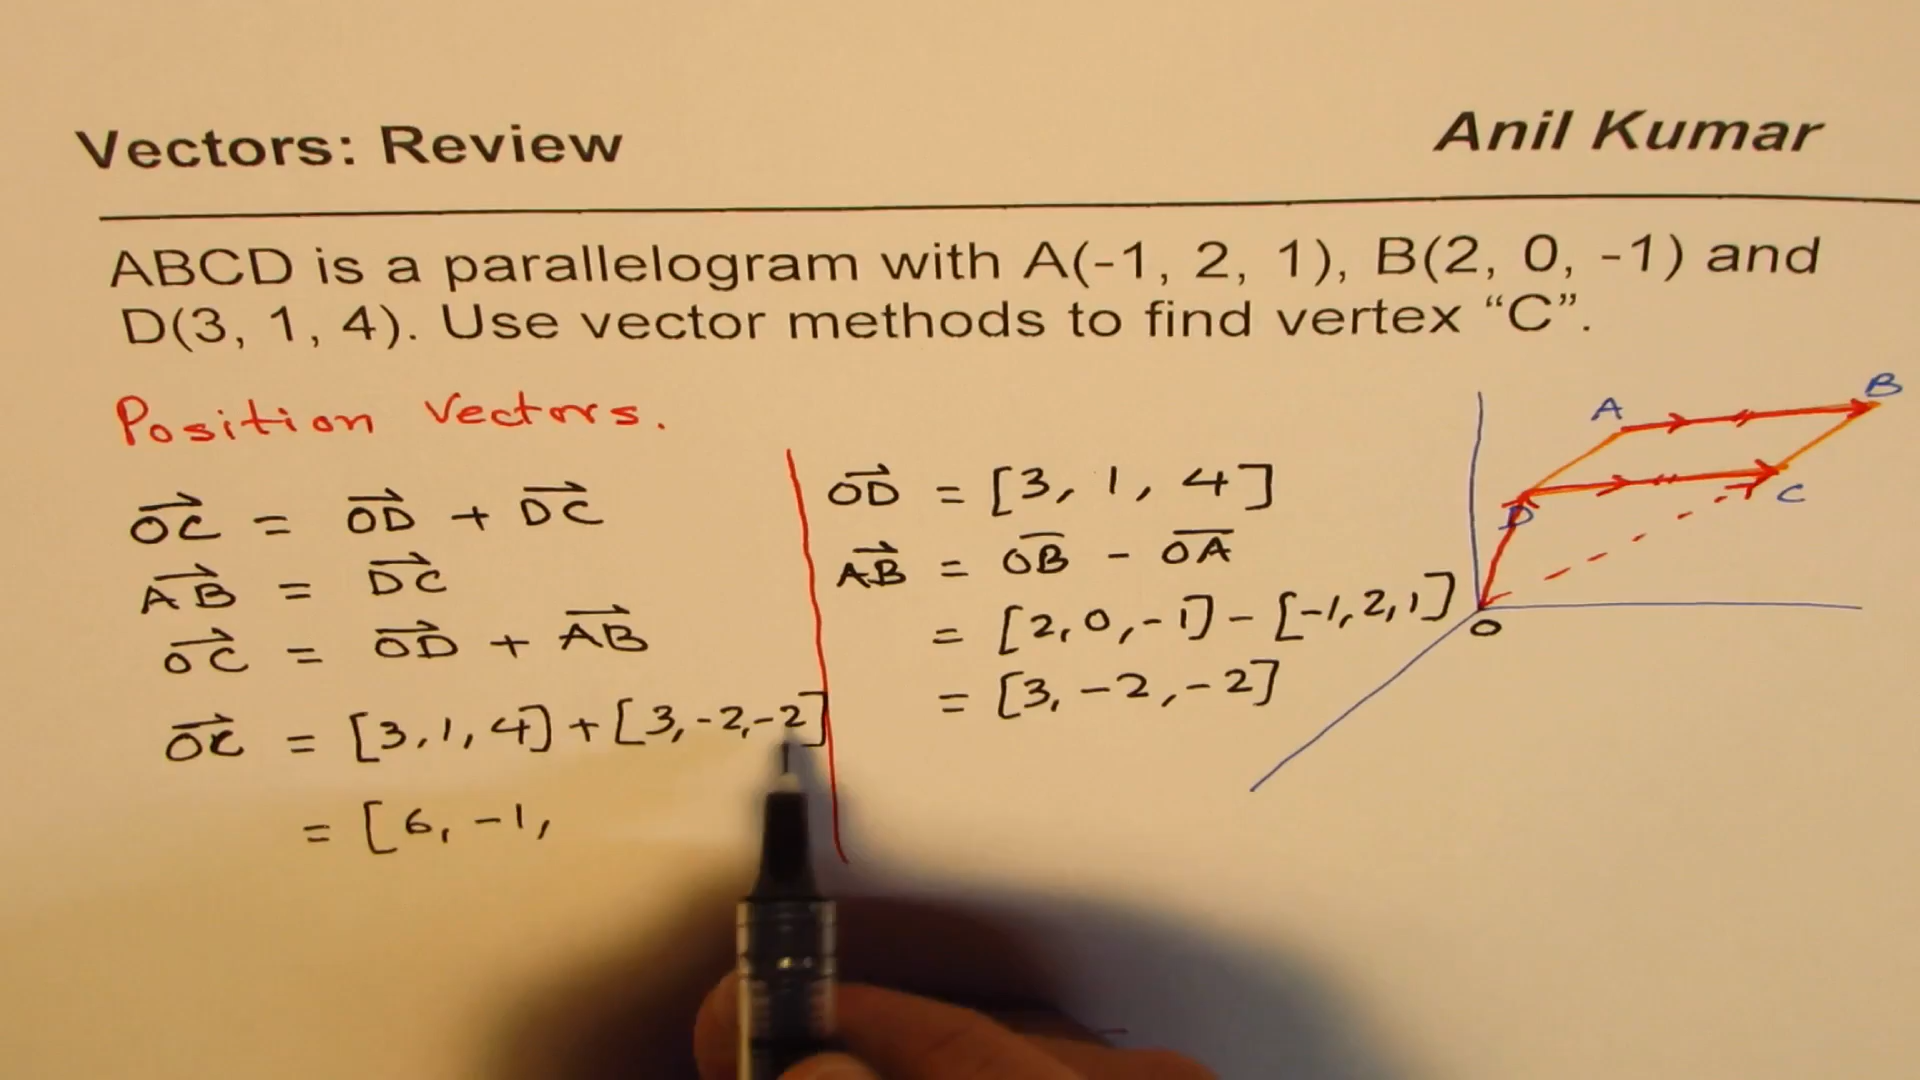 Vectors: Review
Anil Kumar
ABCD is a parallelogram with A(-1, 2, 1), B(2, 0, -1) and
D(3, 1, 4). Use vector methods to find vertex “C”.
Position Vectors.
OC = OD + DC
AB = DC
OC = OD + AB
OC = [3, 1, 4] + [3, -2, -2]
= [6, -1,
OD = [3, 1, 4]
AB = OB - OA
= [2, 0, -1] - [-1, 2, 1]
= [3, -2, -2]
A
B
D
C
O